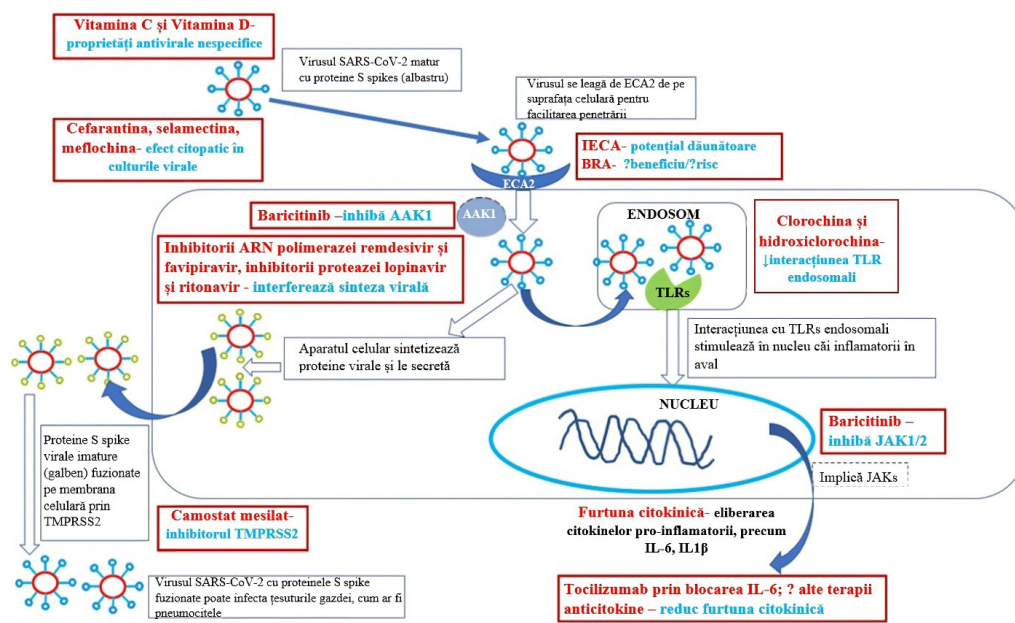 Vitamina C și Vitamina D-
proprietăți antivirale nespecifice
Virusul SARS-CoV-2 matur
cu proteine S spikes (albastru)
Virusul se leagă de ECA2 de pe
suprafața celulară pentru
facilitarea penetrării
Cefarantina, selamectina,
meflochina- efect citopatic în
culturile virale
IECA- potențial dăunătoare
BRA- ?beneficiu/?risc
ECA2
Baricitinib –inhibă AAK1
AAK1
ENDOSOM
TLRs
Clorochina și
hidroxiclorochina-
↓interacțiunea TLR
endosomali
Inhibitorii ARN polimerazei remdesivir și
favipiravir, inhibitorii proteazei lopinavir
și ritonavir - interferează sinteza virală
Interacțiunea cu TLRs endosomali
stimulează în nucleu căi inflamatorii în
aval
Aparatul celular sintetizează
proteine virale și le secretă
NUCLEU
Baricitinib –
inhibă JAK1/2
Implică JAKs
Proteine S spike
virale imature
(galben) fuzionate
pe membrana
celulară prin
TMPRSS2
Camostat mesilat-
inhibitorul TMPRSS2
Furtuna citokinică- eliberarea
citokinelor pro-inflamatorii, precum
IL-6, IL1β
Virusul SARS-CoV-2 cu proteinele S spike
fuzionate poate infecta țesuturile gazdei, cum ar fi
pneumocitele
Tocilizumab prin blocarea IL-6; ? alte terapii
anticitokine – reduc furtuna citokinică